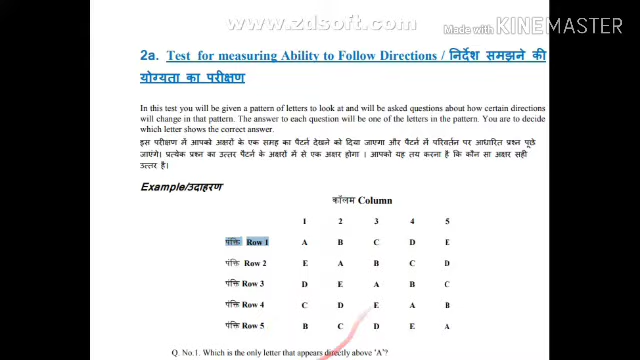 www.zdsoft.com
Made with KINEMASTER
2a. Test for measuring Ability to Follow Directions / निर्देश समझने की
योग्यता का परीक्षण
In this test you will be given a pattern of letters to look at and will be asked questions about how certain directions
will change in that pattern. The answer to each question will be one of the letters in the pattern. You are to decide
which letter shows the correct answer.
इस परीक्षण में आपको अक्षरों के एक समह का पैटर्न देखने को दिया जाएगा और पैटर्न में परिवर्तन पर आधारित प्रश्न पूछे
जाएंगे। प्रत्येक प्रश्न का उत्तर पैटर्न के अक्षरों में से एक अक्षर होगा । आपको यह तय करना है कि कौन सा अक्षर सही
उत्तर है।
Example/उदाहरण
कॉलम Column
1 2 3 4 5
पंक्ति Row 1 A B C D E
पंक्ति Row 2 E A B C D
पंक्ति Row 3 D E A B C
पंक्ति Row 4 C D E A B
पंक्ति Row 5 B C D E A
Q. No.1. Which is the only letter that appears directly above 'A'?